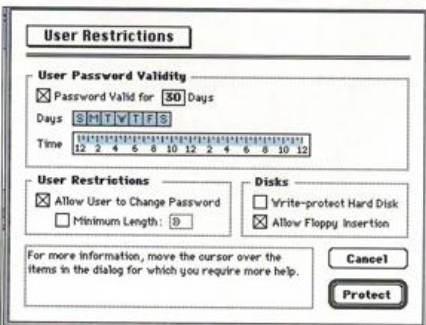 User Restrictions
User Password Validity
Password Valid for 30 Days
Days S M T W T F S
Time 12 2 4 6 8 10 12 2 4 6 8 10 12
User Restrictions
Allow User to Change Password
Minimum Length: 9
Disks
Write-protect Hard Disk
Allow Floppy Insertion
For more information, move the cursor over the
items in the dialog for which you require more help.
Cancel
Protect